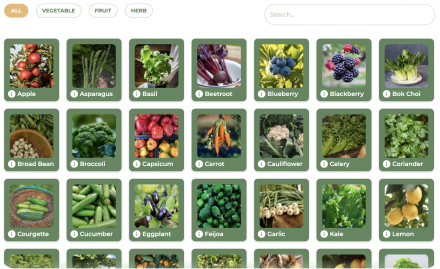 ALL VEGETABLE FRUIT HERB Search...
Apple Asparagus Basil Beetroot Blueberry Blackberry Bok Choi
Broad Bean Broccoli Capsicum Carrot Cauliflower Celery Coriander
Courgette Cucumber Eggplant Feijoa Garlic Kale Lemon